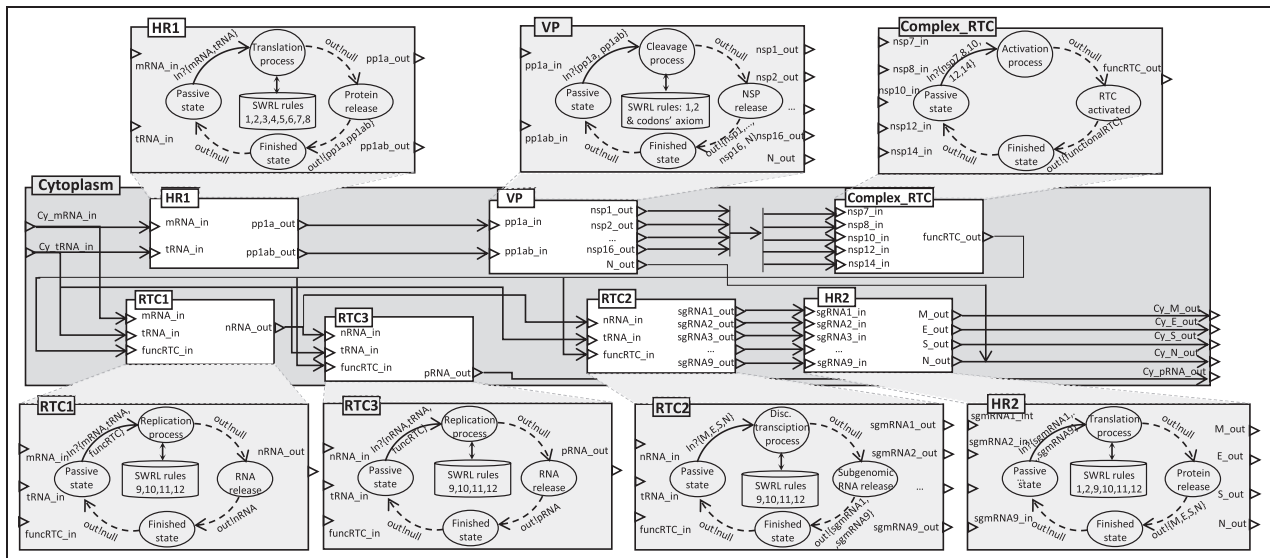 HR1
mRNA_in
tRNA_in
In?{mRNA,tRNA}
Translation
process
out!null
Passive
state
SWRL rules
1,2,3,4,5,6,7,8
Protein
release
out!null
Finished
state
out!{pp1a,pp1ab}
pp1a_out
pp1ab_out
VP
pp1a_in
pp1ab_in
In?{pp1a,pp1ab}
Cleavage
process
out!null
Passive
state
SWRL rules: 1,2
& codons' axiom
NSP
release
out!null
Finished
state
out!{nsp1,...,
nsp16, N}
nsp1_out
nsp2_out
...
nsp16_out
N_out
Complex_RTC
nsp7_in
nsp8_in
nsp10_in
nsp12_in
nsp14_in
In?{nsp7,8,10,
12,14}
Activation
process
out!null
Passive
state
RTC
activated
out!null
Finished
state
out!{functionalRTC}
funcRTC_out
Cytoplasm
Cy_mRNA_in
Cy_tRNA_in
HR1
mRNA_in
tRNA_in
pp1a_out
pp1ab_out
VP
pp1a_in
pp1ab_in
nsp1_out
nsp2_out
...
nsp16_out
N_out
Complex_RTC
nsp7_in
nsp8_in
nsp10_in
nsp12_in
nsp14_in
funcRTC_out
RTC1
mRNA_in
tRNA_in
funcRTC_in
nRNA_out
RTC3
nRNA_in
tRNA_in
funcRTC_in
pRNA_out
RTC2
nRNA_in
tRNA_in
funcRTC_in
sgRNA1_out
sgRNA2_out
sgRNA3_out
...
sgRNA9_out
HR2
sgRNA1_in
sgRNA2_in
sgRNA3_in
...
sgRNA9_in
M_out
E_out
S_out
N_out
Cy_M_out
Cy_E_out
Cy_S_out
Cy_N_out
Cy_pRNA_out
RTC1
mRNA_in
tRNA_in
funcRTC_in
In?{mRNA,tRNA,
funcRTC}
Replication
process
out!null
Passive
state
SWRL rules
9,10,11,12
RNA
release
out!null
Finished
state
out!nRNA
nRNA_out
RTC3
nRNA_in
tRNA_in
funcRTC_in
In?{mRNA,tRNA,
funcRTC}
Replication
process
out!null
Passive
state
SWRL rules
9,10,11,12
RNA
release
out!null
Finished
state
out!pRNA
pRNA_out
RTC2
nRNA_in
tRNA_in
funcRTC_in
In?{M,E,S,N}
Disc.
transciption
process
out!null
Passive
state
SWRL rules
9,10,11,12
Subgenomic
RNA release
out!null
Finished
state
out!{sgmRNA1,
,sgmRNA9}
sgmRNA1_out
sgmRNA2_out
...
sgmRNA9_out
HR2
sgmRNA1_int
sgmRNA2_in
...
sgmRNA9_in
In?{sgmRNA1,.
,sgmRNA9}
Translation
process
out!null
Passive
state
SWRL rules
1,2,9,10,11,12
Protein
release
out!null
Finished
state
out!{M,E,S,N}
M_out
E_out
S_out
N_out